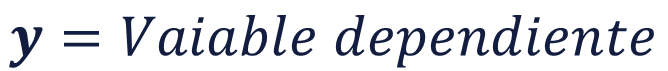 y = Vaiable dependiente